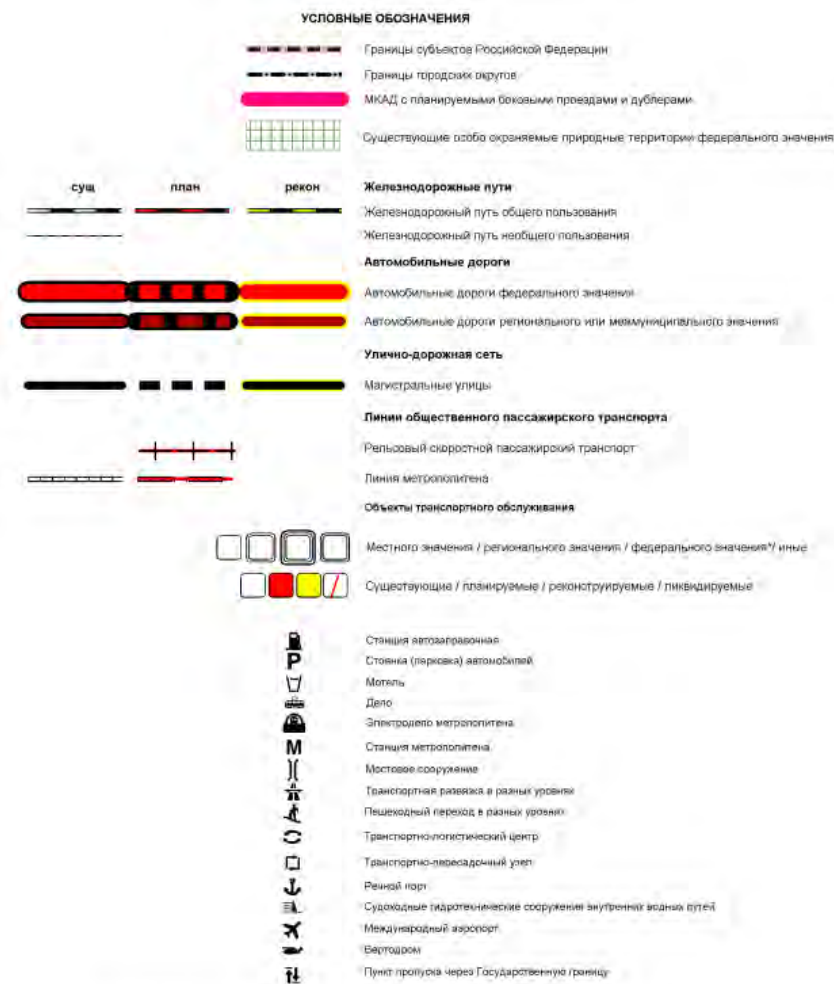 УСЛОВНЫЕ ОБОЗНАЧЕНИЯ
Границы субъектов Российской Федерации
Границы городских округов
МКАД с планируемыми боковыми проездами и дублерами
Существующие особо охраняемые природные территории федерального значения
сущ план рекон Железнодорожные пути
Железнодорожный путь общего пользования
Железнодорожный путь необщего пользования
Автомобильные дороги
Автомобильные дороги федерального значения
Автомобильные дороги регионального или межмуниципального значения
Улично-дорожная сеть
Магистральные улицы
Линии общественного пассажирского транспорта
Рельсовый скоростной пассажирский транспорт
Линия метрополитена
Объекты транспортного обслуживания
Местного значения / регионального значения / федерального значения*/ иные
Существующие / планируемые / реконструируемые / ликвидируемые
Станция автозаправочная
P Стоянка (парковка) автомобилей
Мотель
Депо
Электродепо метрополитена
M Станция метрополитена
Мостовое сооружение
Транспортная развязка в разных уровнях
Пешеходный переход в разных уровнях
Транспортно-логистический центр
Транспортно-пересадочный узел
Речной порт
Судоходные гидротехнические сооружения внутренних водных путей
Международный аэропорт
Вертодром
Пункт пропуска через Государственную границу